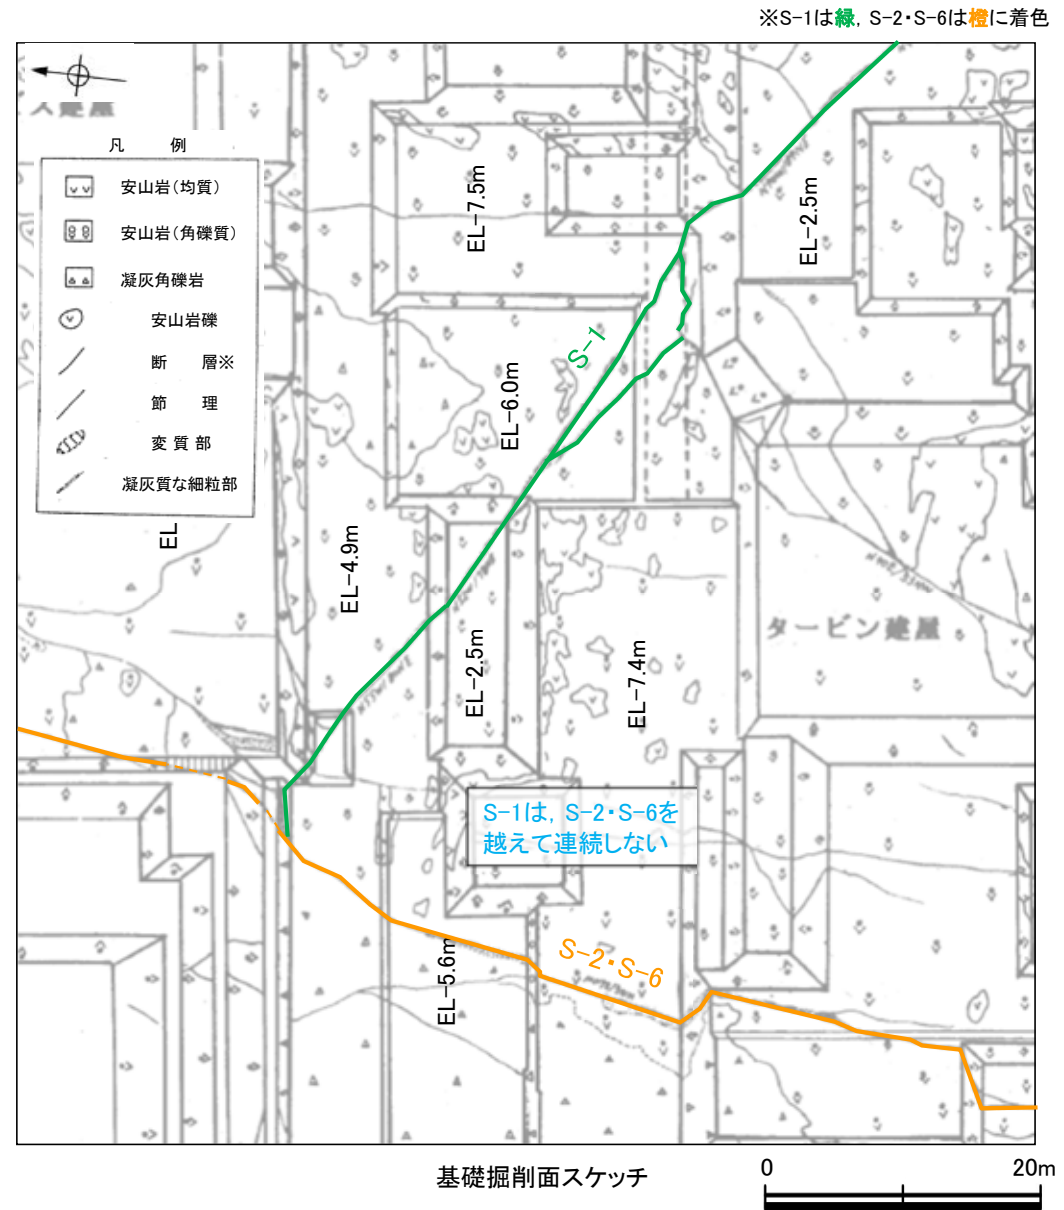 ※S-1は緑, S-2・S-6は橙に着色
凡 例
安山岩(均質)
安山岩(角礫質)
凝灰角礫岩
安山岩礫
断 層※
節 理
変 質 部
凝灰質な細粒部
EL-7.5m
EL-2.5m
S-1
EL-6.0m
EL
EL-4.9m
EL-2.5m
EL-7.4m
タービン建屋
S-1は, S-2・S-6を
越えて連続しない
S-2・S-6
EL-5.6m
基礎掘削面スケッチ
0
20m